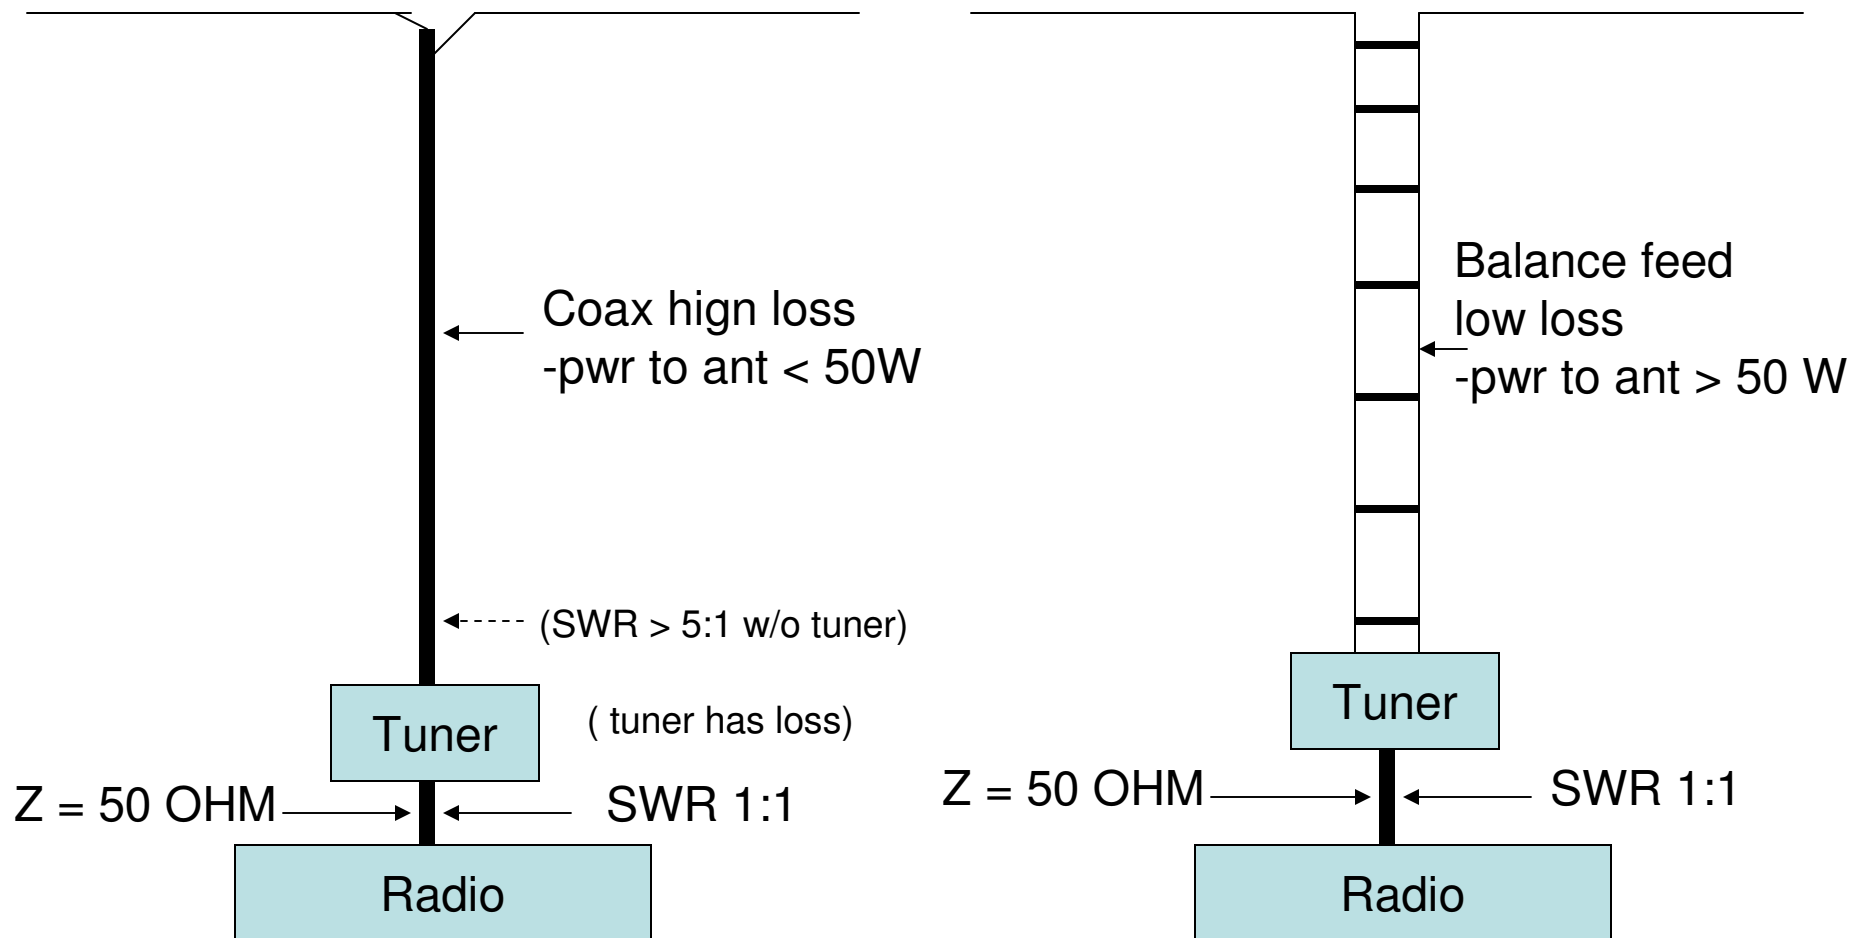 Coax hign loss
-pwr to ant < 50W
(SWR > 5:1 w/o tuner)
Tuner
( tuner has loss)
Z = 50 OHM
SWR 1:1
Radio
Balance feed
low loss
-pwr to ant > 50 W
Tuner
Z = 50 OHM
SWR 1:1
Radio